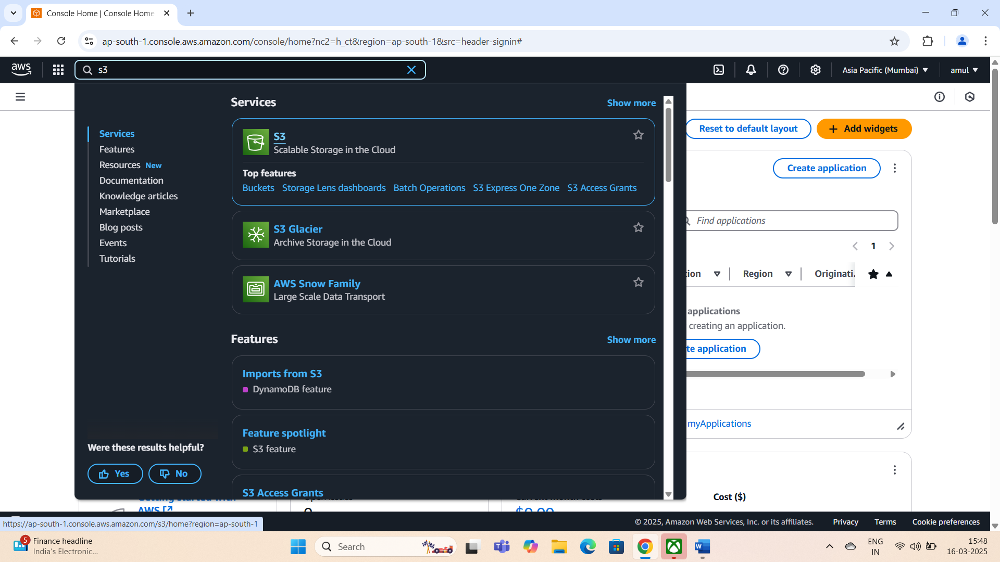 Console Home | Console Home
ap-south-1.console.aws.amazon.com/console/home?nc2=h_ct&region=ap-south-1&src=header-signin#
aws
s3
Asia Pacific (Mumbai)
amul
Services
Show more
Reset to default layout
Add widgets
Services
Features
Resources New
Documentation
Knowledge articles
Marketplace
Blog posts
Events
Tutorials
S3
Scalable Storage in the Cloud
Top features
Buckets Storage Lens dashboards Batch Operations S3 Express One Zone S3 Access Grants
Create application
S3 Glacier
Archive Storage in the Cloud
Find applications
1
Region
Originati..
AWS Snow Family
Large Scale Data Transport
applications
creating an application.
te application
Features
Show more
Imports from S3
DynamoDB feature
myApplications
Feature spotlight
S3 feature
Were these results helpful?
Yes
No
S3 Access Grants
AWS
Cost ($)
https://ap-south-1.console.aws.amazon.com/s3/home?region=ap-south-1
© 2025, Amazon Web Services, Inc. or its affiliates.
Privacy
Terms
Cookie preferences
5
Finance headline
India's Electronic...
Search
ENG
IN
15:48
16-03-2025